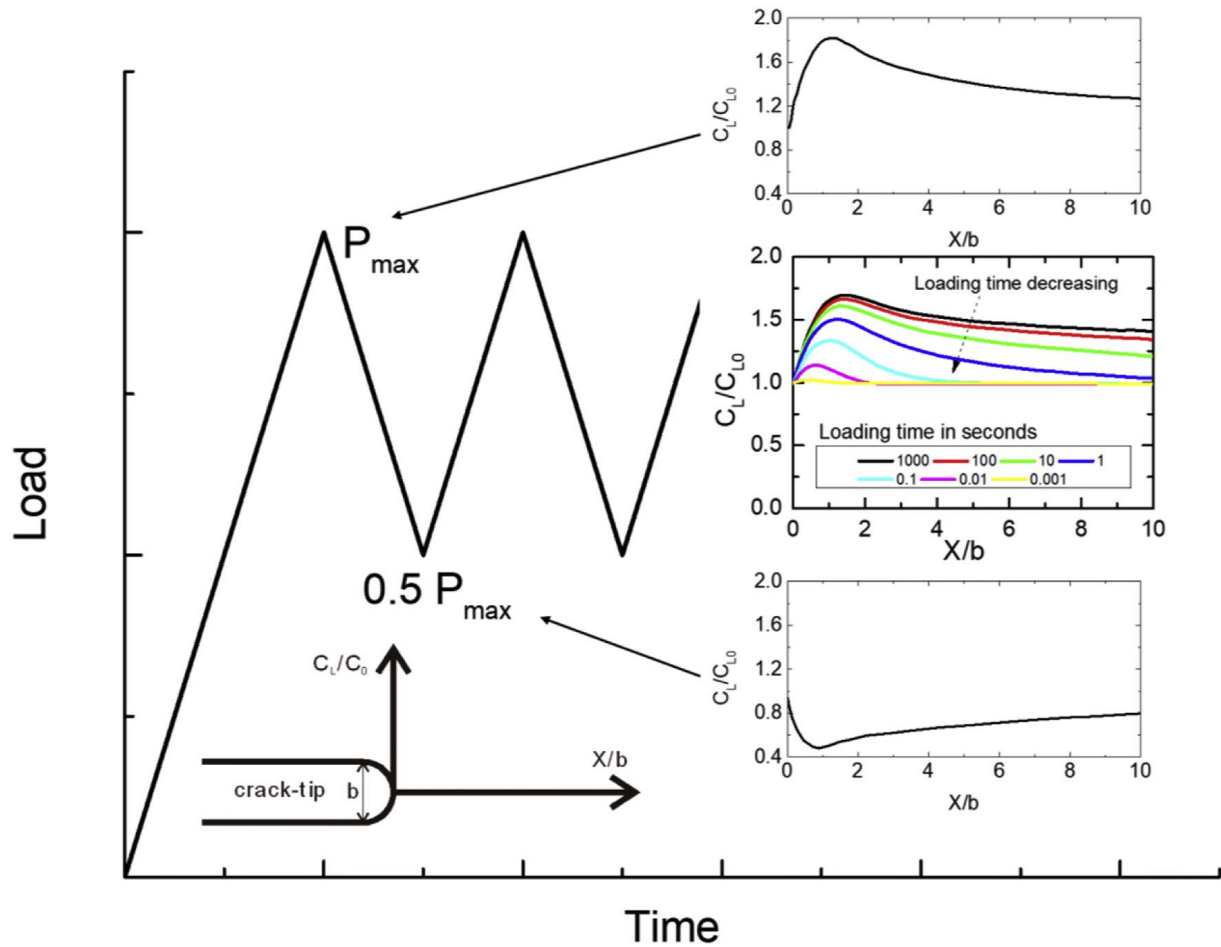 Load
Time
P_max
0.5 P_max
C_L/C_0
X/b
crack-tip
b
C_L/C_L0
2.0
1.6
1.2
0.8
0.4
0 2 4 6 8 10
X/b
C_L/C_L0
2.0
1.5
1.0
0.5
0.0
Loading time decreasing
Loading time in seconds
1000 100 10 1
0.1 0.01 0.001
0 2 4 6 8 10
X/b
C_L/C_L0
2.0
1.6
1.2
0.8
0.4
0 2 4 6 8 10
X/b